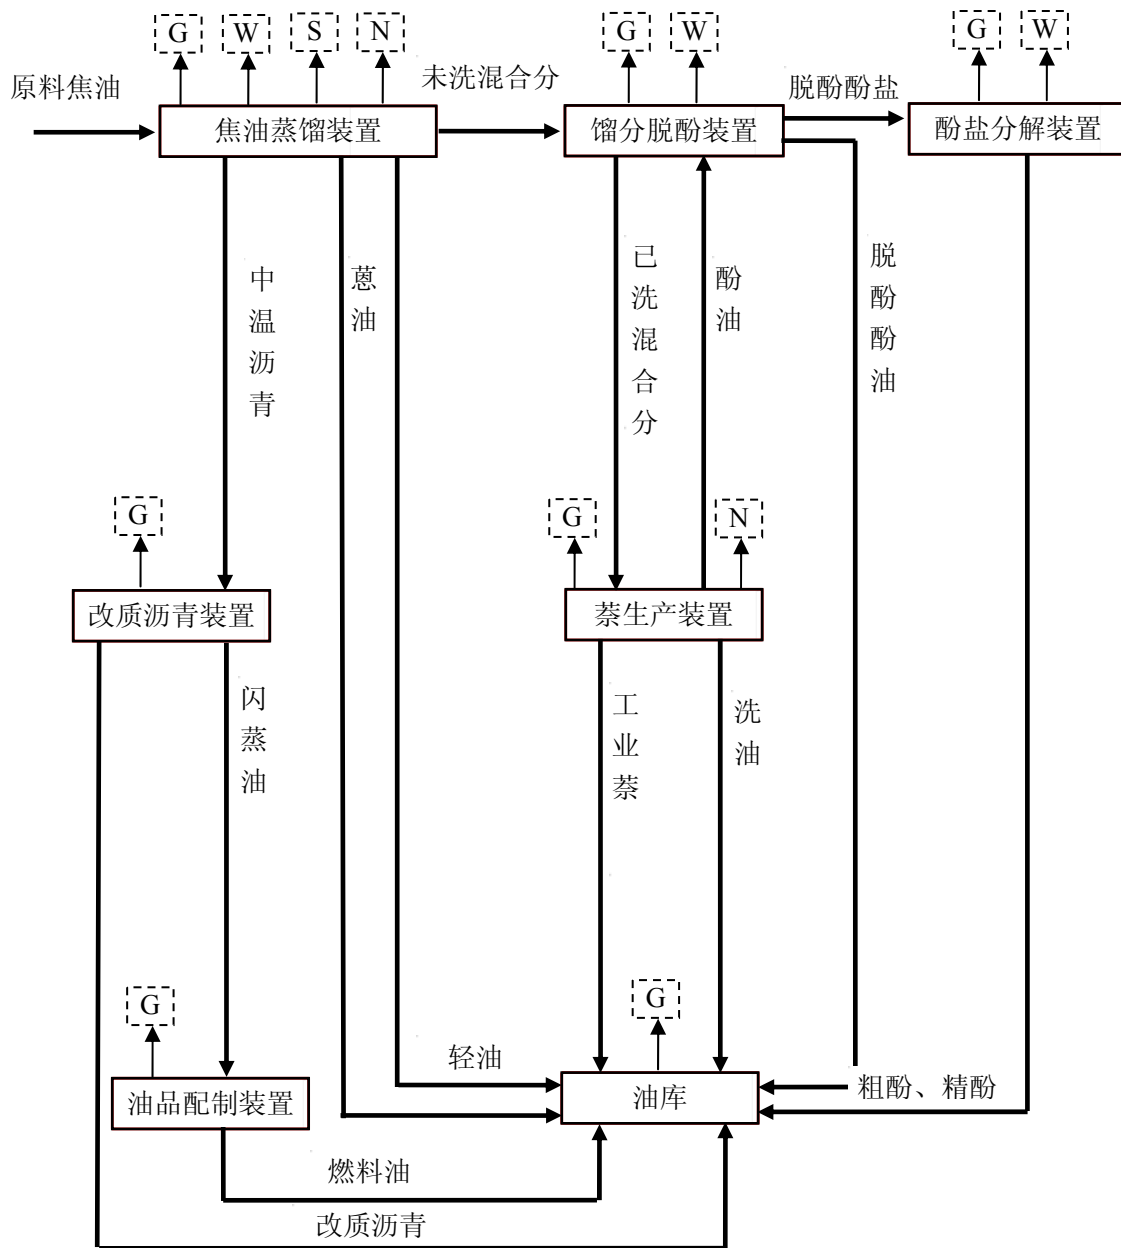 G W S N
G W
G W
原料焦油
未洗混合分
脱酚酚盐
焦油蒸馏装置
馏分脱酚装置
酚盐分解装置
中温沥青
蒽油
已洗混合分
酚油
脱酚酚油
G
G
N
改质沥青装置
萘生产装置
闪蒸油
工业萘
洗油
G
G
轻油
油品配制装置
油库
粗酚、精酚
燃料油
改质沥青